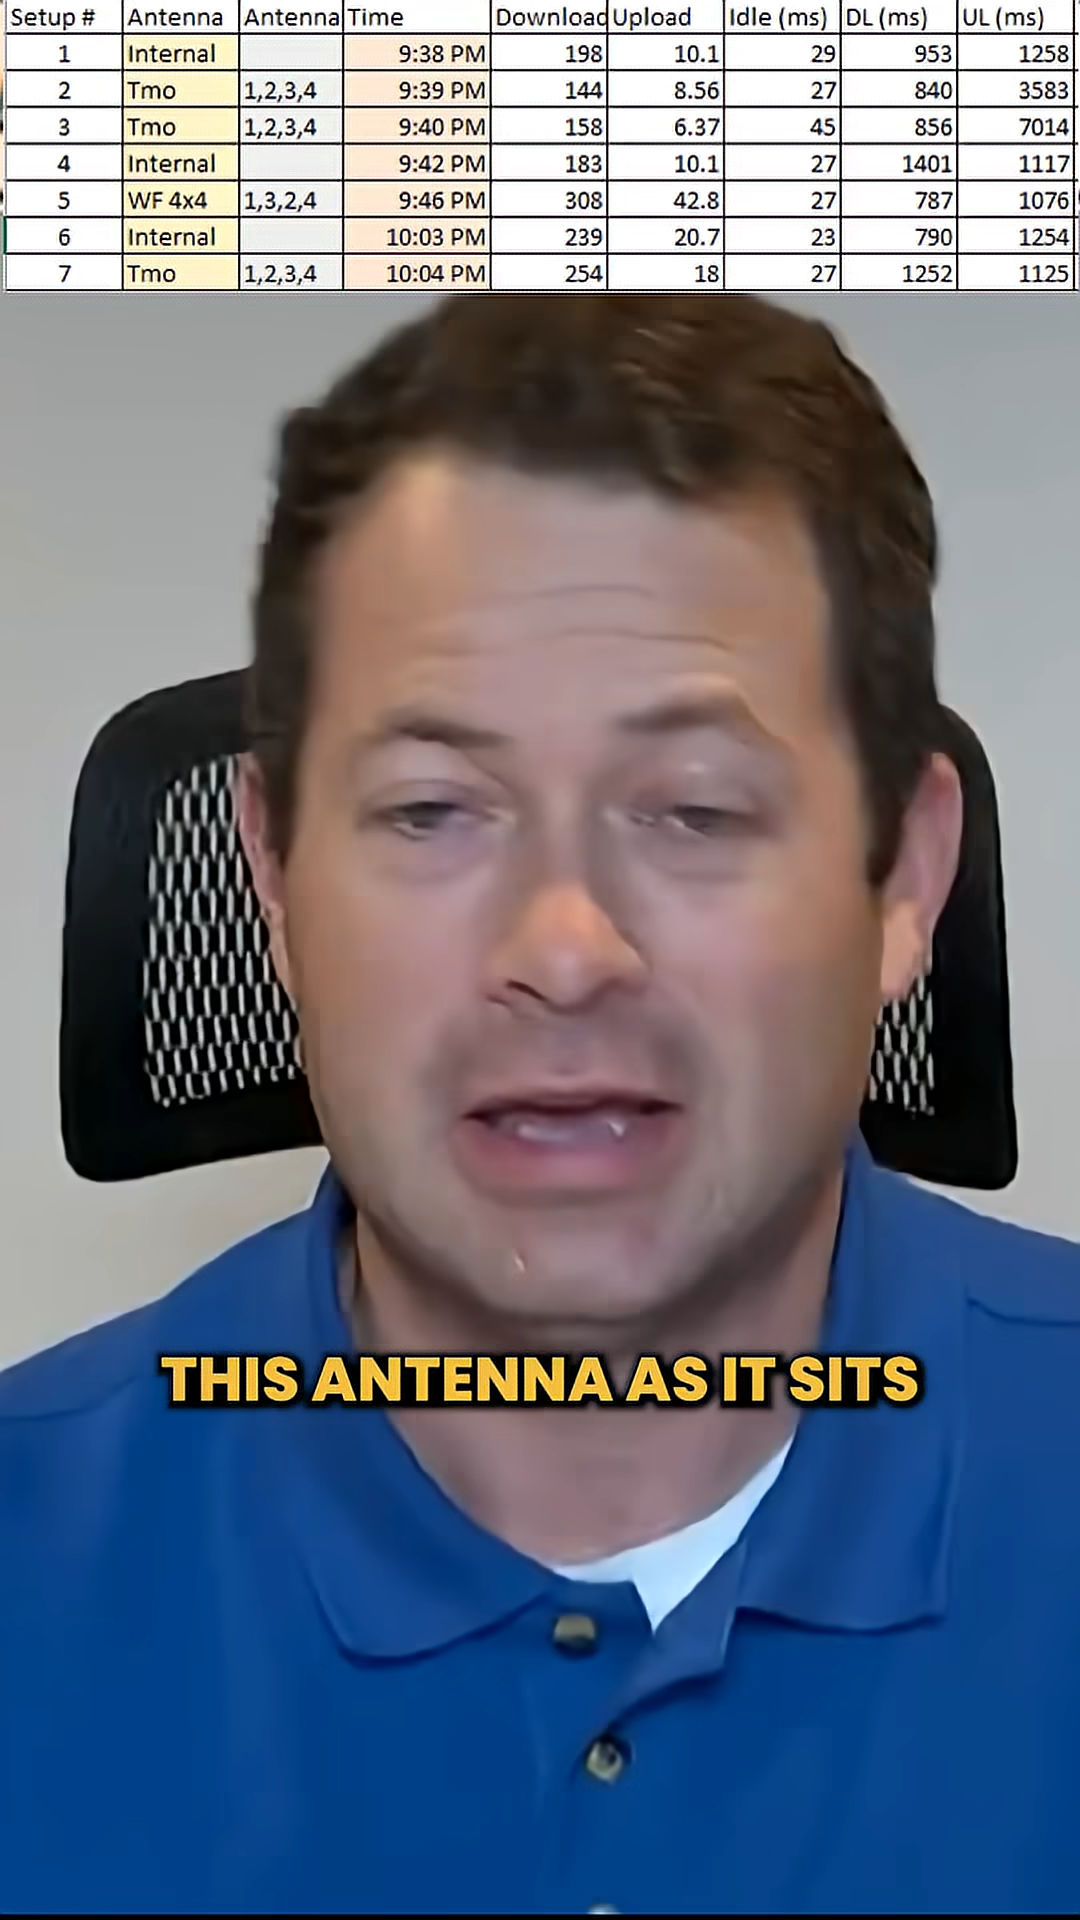 Setup # Antenna Antenna Time Download Upload Idle (ms) DL (ms) UL (ms)
1 Internal 9:38 PM 198 10.1 29 953 1258
2 Tmo 1,2,3,4 9:39 PM 144 8.56 27 840 3583
3 Tmo 1,2,3,4 9:40 PM 158 6.37 45 856 7014
4 Internal 9:42 PM 183 10.1 27 1401 1117
5 WF 4x4 1,3,2,4 9:46 PM 308 42.8 27 787 1076
6 Internal 10:03 PM 239 20.7 23 790 1254
7 Tmo 1,2,3,4 10:04 PM 254 18 27 1252 1125
THIS ANTENNA AS IT SITS